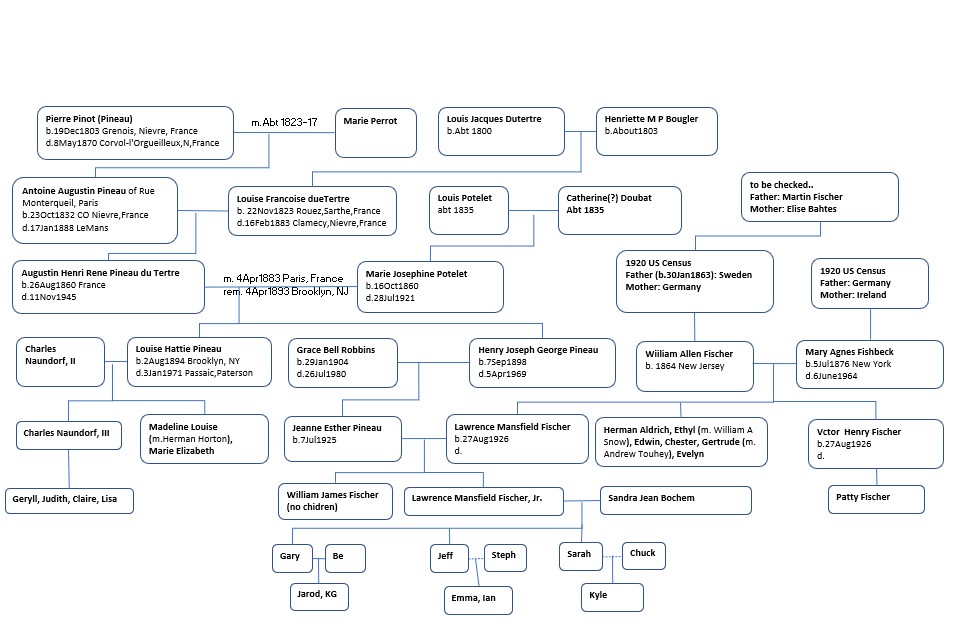 Pierre Pinot (Pineau)
b.19Dec1803 Grenois, Nievre, France
d.8May1870 Corvol-l'Orgueilleux,N,France
m.Abt 1823-17
Marie Perrot
Louis Jacques Dutertre
b.Abt 1800
Henriette M P Bougler
b.About1803
Antoine Augustin Pineau of Rue
Monterqueil, Paris
b.23Oct1832 CO Nievre,France
d.17Jan1888 LeMans
Louise Francoise dueTertre
b. 22Nov1823 Rouez,Sarthe,France
d.16Feb1883 Clamecy,Nievre,France
Louis Potelet
abt 1835
Catherine(?) Doubat
Abt 1835
to be checked..
Father: Martin Fischer
Mother: Elise Bahtes
Augustin Henri Rene Pineau du Tertre
b.26Aug1860 France
d.11Nov1945
m. 4Apr1883 Paris, France
rem. 4Apr1893 Brooklyn, NJ
Marie Josephine Potelet
b.16Oct1860
d.28Jul1921
1920 US Census
Father (b.30Jan1863): Sweden
Mother: Germany
1920 US Census
Father: Germany
Mother: Ireland
Charles
Naundorf, II
Louise Hattie Pineau
b.2Aug1894 Brooklyn, NY
d.3Jan1971 Passaic,Paterson
Grace Bell Robbins
b.29Jan1904
d.26Jul1980
Henry Joseph George Pineau
b.7Sep1898
d.5Apr1969
Wiiliam Allen Fischer
b. 1864 New Jersey
Mary Agnes Fishbeck
b.5Jul1876 New York
d.6June1964
Charles Naundorf, III
Madeline Louise
(m.Herman Horton),
Marie Elizabeth
Jeanne Esther Pineau
b.7Jul1925
Lawrence Mansfield Fischer
b.27Aug1926
d.
Herman Aldrich, Ethyl (m. William A
Snow), Edwin, Chester, Gertrude (m.
Andrew Touhey), Evelyn
Vctor  Henry Fischer
b.27Aug1926
d.
Geryll, Judith, Claire, Lisa
William James Fischer
(no chidren)
Lawrence Mansfield Fischer, Jr.
Sandra Jean Bochem
Patty Fischer
Gary
Be
Jeff
Steph
Sarah
Chuck
Jarod, KG
Emma, Ian
Kyle